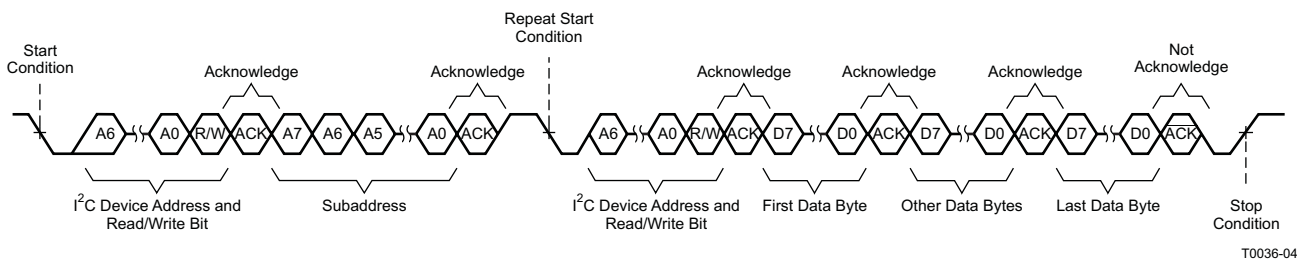 Repeat Start
Condition
Start
Condition
Not
Acknowledge
Acknowledge
Acknowledge
Acknowledge
Acknowledge
Acknowledge
A6
A0
R/W
ACK
A7
A6
A5
A0
ACK
A6
A0
R/W
ACK
D7
D0
ACK
D7
D0
ACK
D7
D0
ACK
I²C Device Address and
Read/Write Bit
Subaddress
I²C Device Address and
Read/Write Bit
First Data Byte
Other Data Bytes
Last Data Byte
Stop
Condition
T0036-04